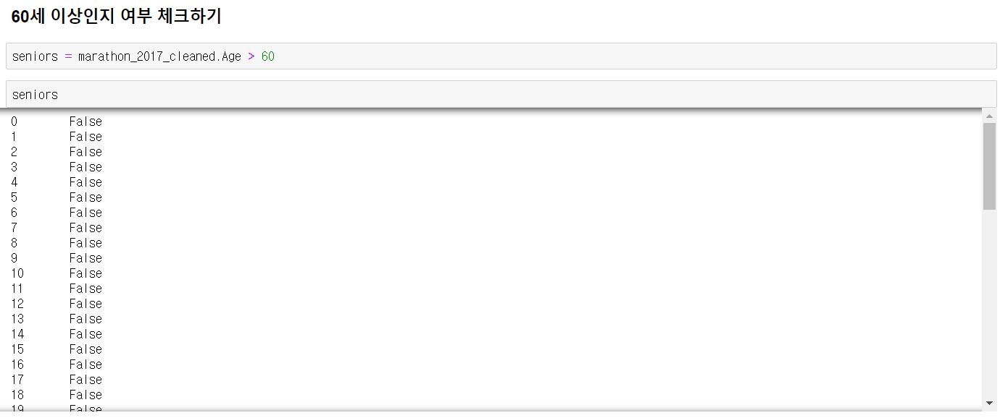 60세 이상인지 여부 체크하기
seniors = marathon_2017_cleaned.Age > 60
seniors
0 False
1 False
2 False
3 False
4 False
5 False
6 False
7 False
8 False
9 False
10 False
11 False
12 False
13 False
14 False
15 False
16 False
17 False
18 False
19 False